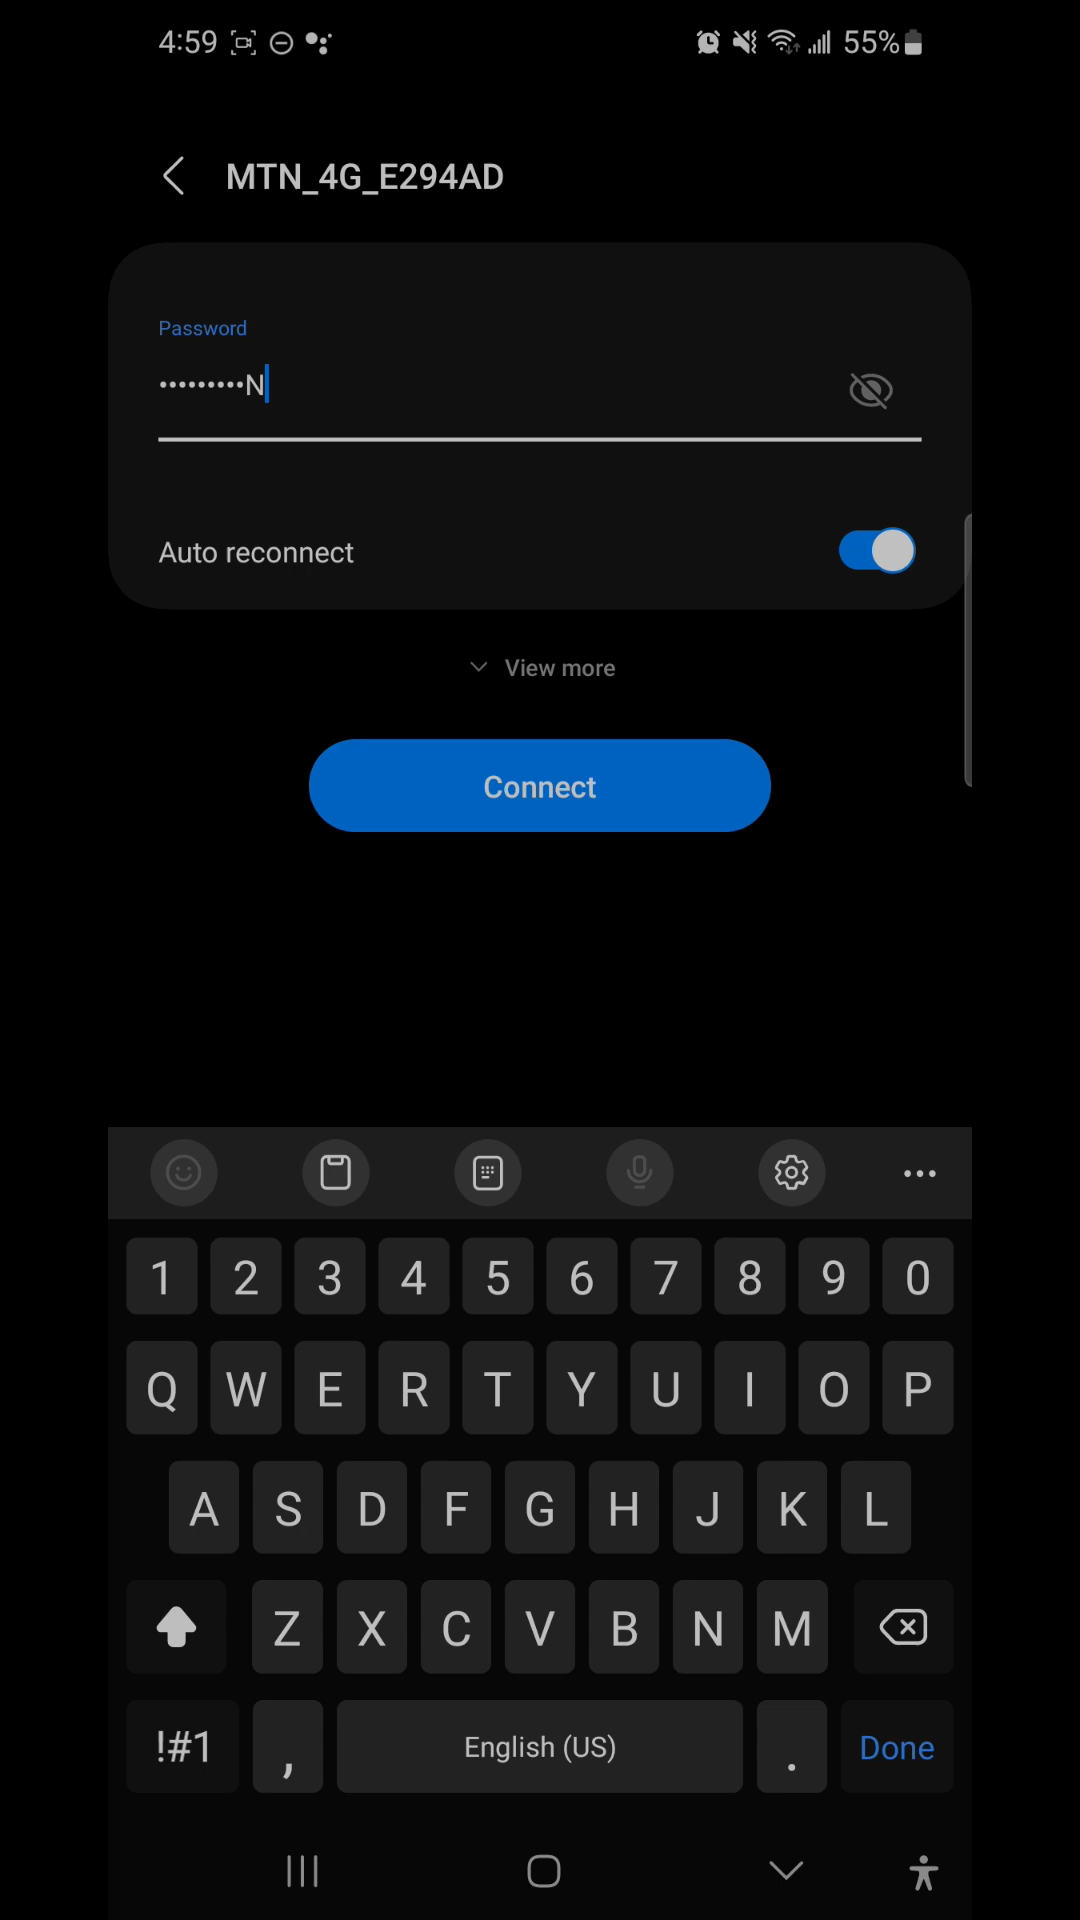 4:59 55%
MTN_4G_E294AD
Password
•••••••••N
Auto reconnect
View more
Connect
1 2 3 4 5 6 7 8 9 0
Q W E R T Y U I O P
A S D F G H J K L
Z X C V B N M
!#1 , English (US) . Done